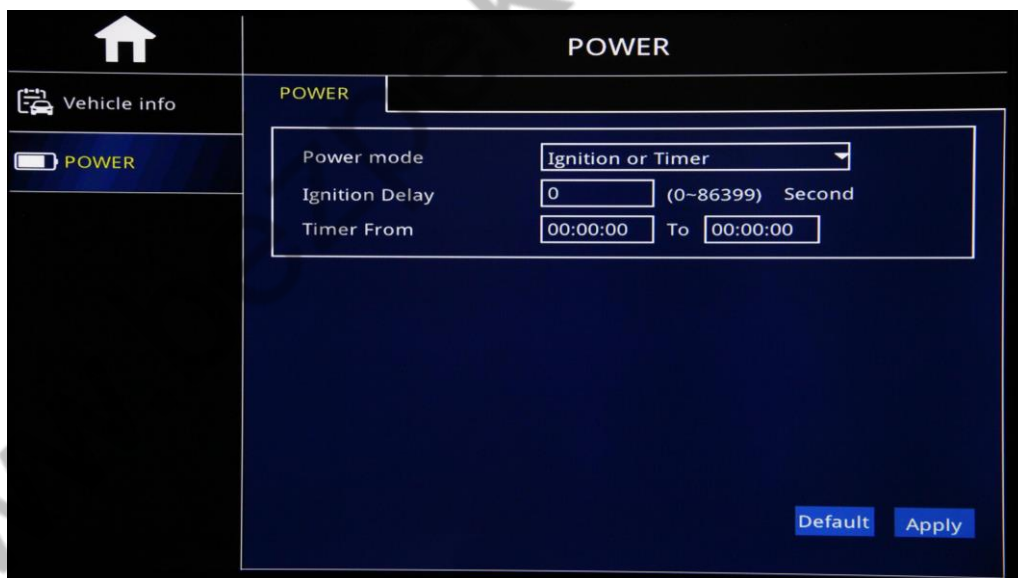 POWER
Vehicle info
POWER
POWER
Power mode Ignition or Timer
Ignition Delay 0 (0~86399) Second
Timer From 00:00:00 To 00:00:00
Default Apply